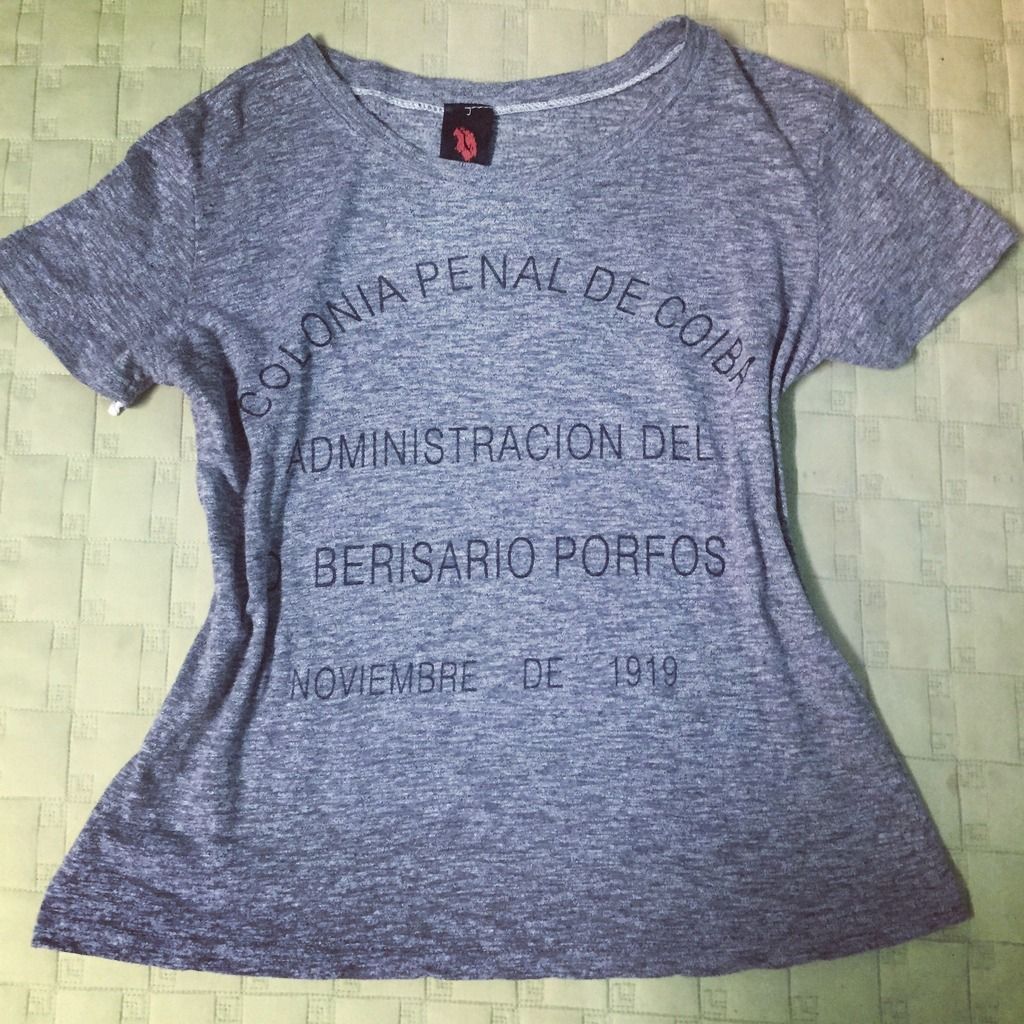 COLONIA PENAL DE COIBA
ADMINISTRACION DEL
BERISARIO PORFOS
NOVIEMBRE DE 1919